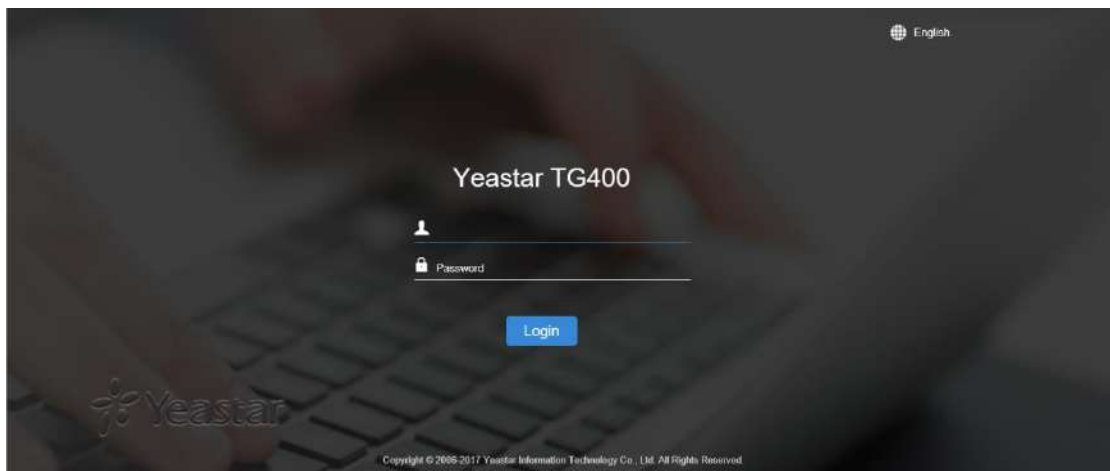 English
Yeastar TG400
Password
Login
Yeastar
Copyright © 2006-2017 Yeastar Information Technology Co., Ltd. All Rights Reserved